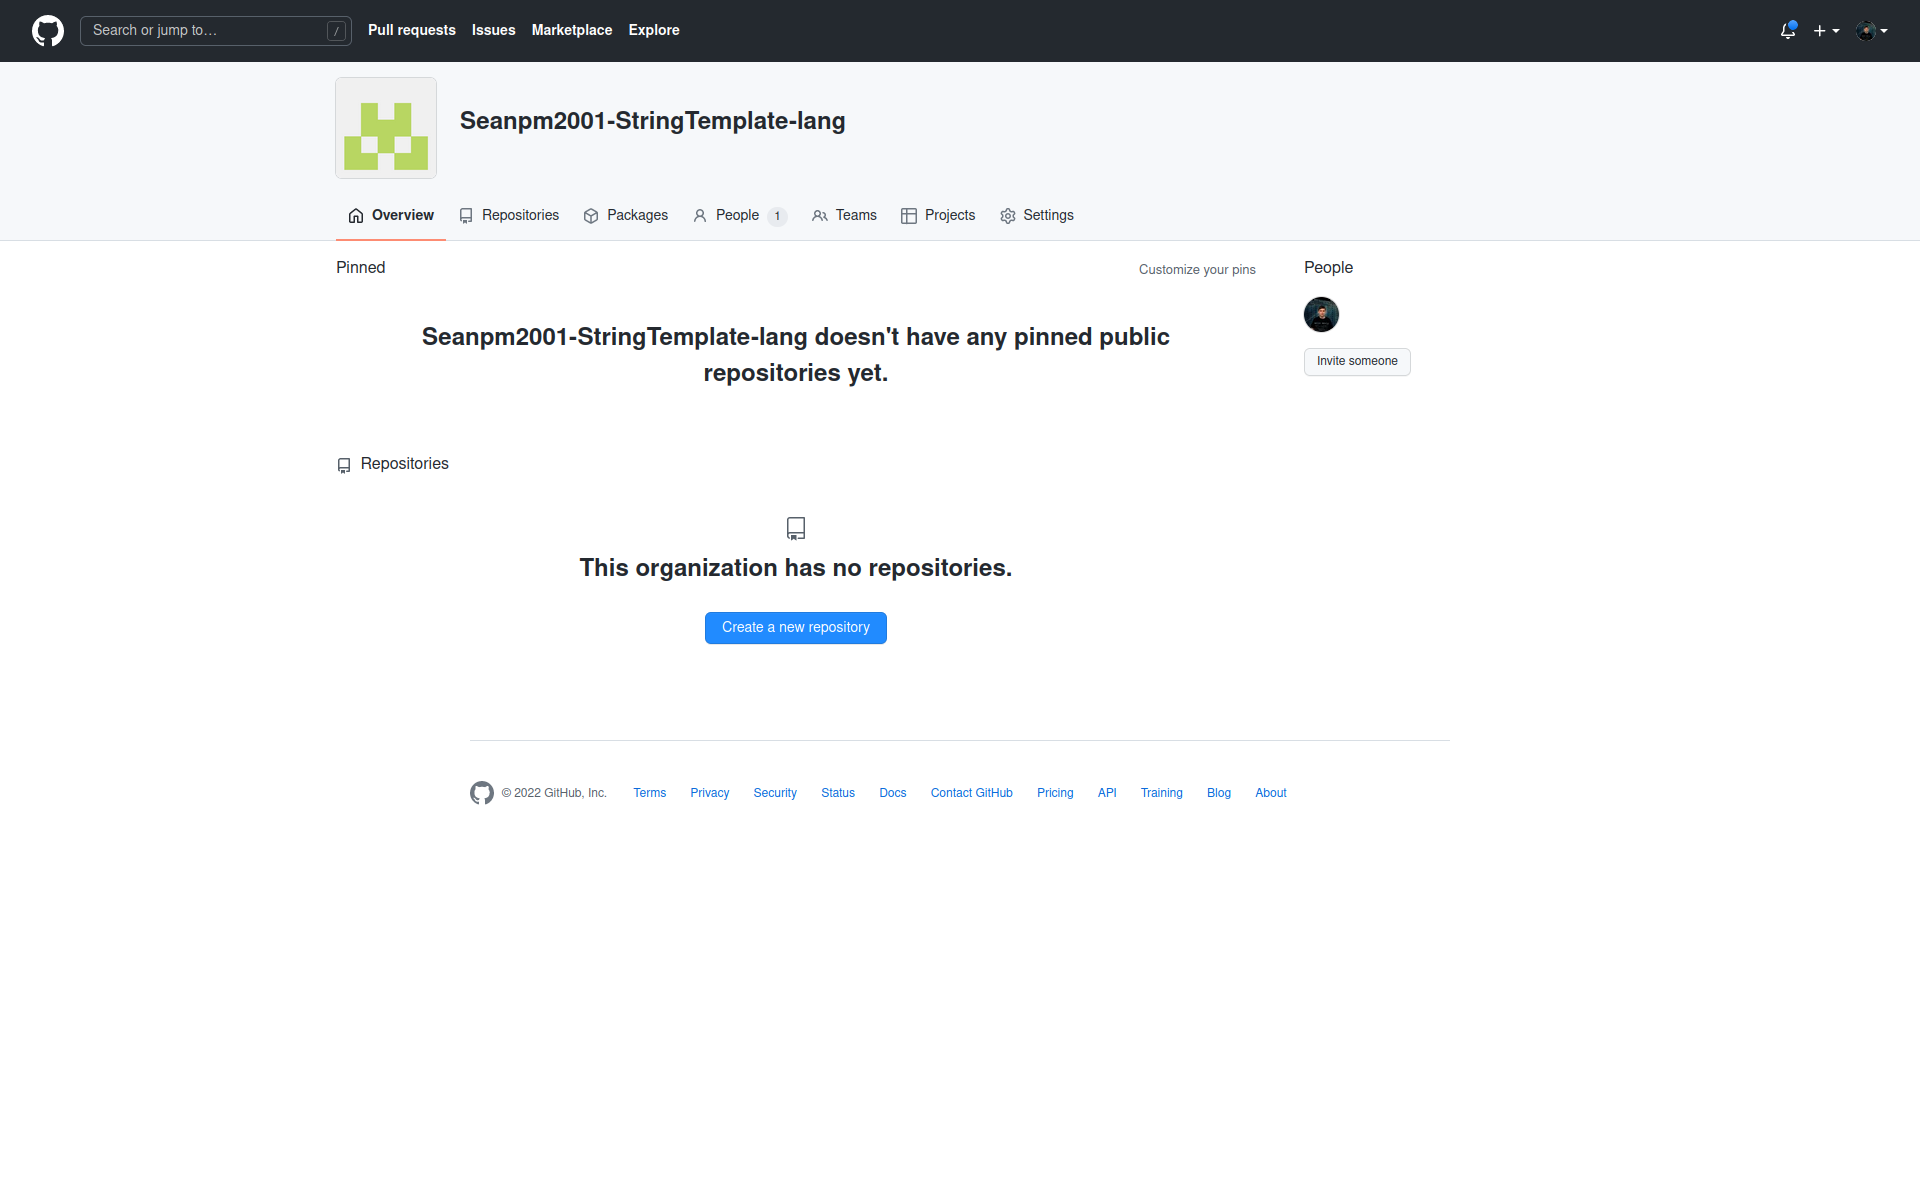 Search or jump to… /
Pull requests Issues Marketplace Explore
Seanpm2001-StringTemplate-lang
Overview Repositories Packages People 1 Teams Projects Settings
Pinned
Customize your pins
Seanpm2001-StringTemplate-lang doesn't have any pinned public
repositories yet.
People
Invite someone
Repositories
This organization has no repositories.
Create a new repository
© 2022 GitHub, Inc. Terms Privacy Security Status Docs Contact GitHub Pricing API Training Blog About